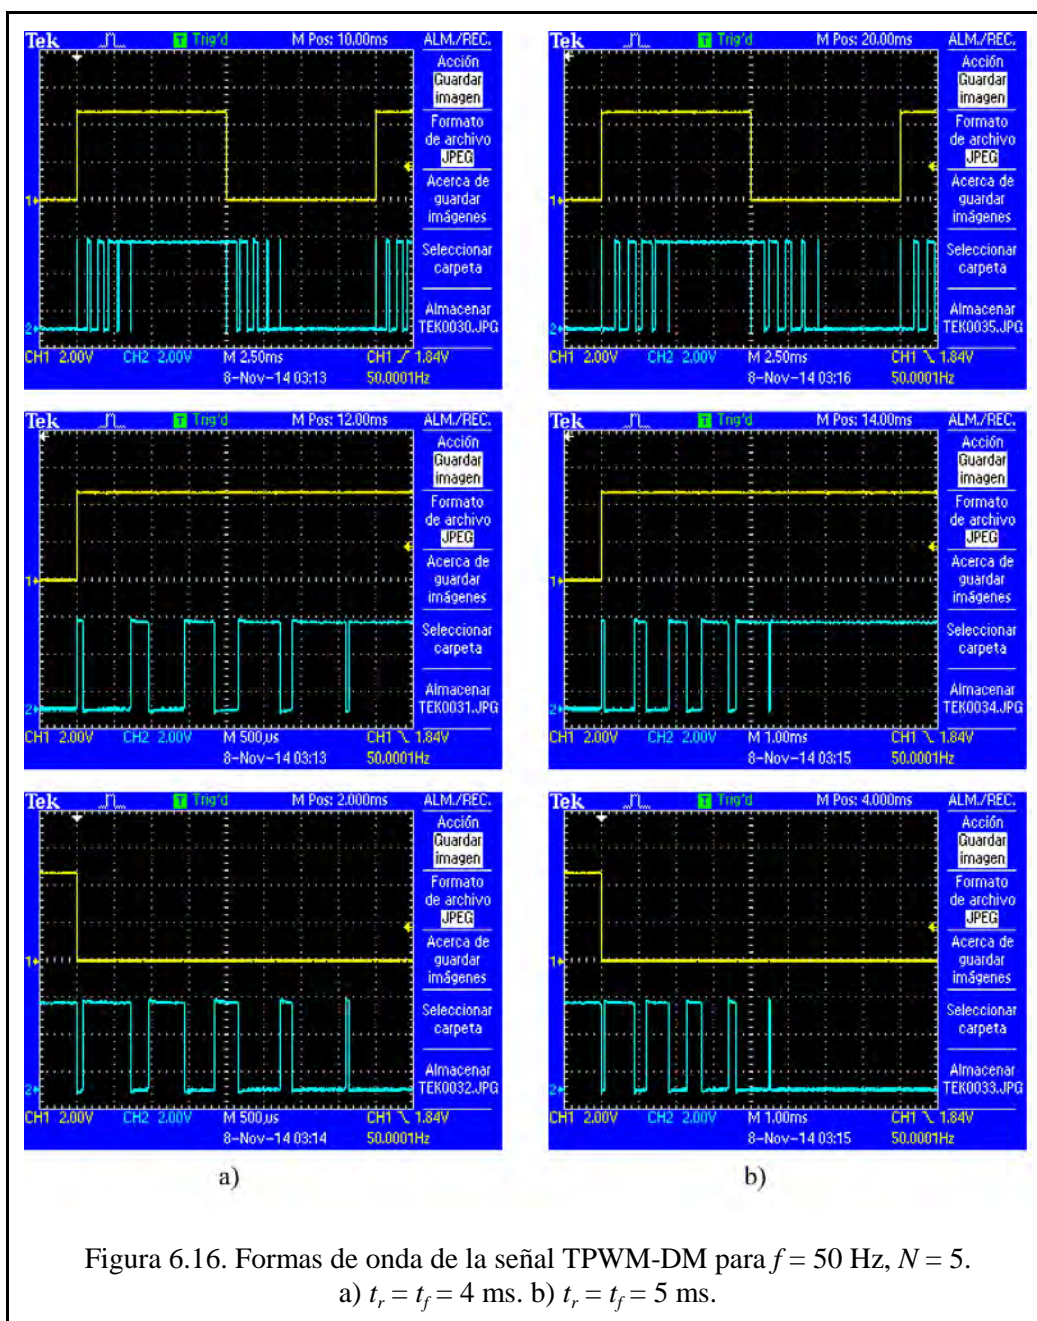 Tek Trig'd M Pos: 10.00ms ALM./REC.
Acción
Guardar
imagen
Formato
de archivo
JPEG
Acerca de
guardar
imágenes
Seleccionar
carpeta
Almacenar
TEK0030.JPG
1
2
CH1 2.00V CH2 2.00V M 2.50ms CH1 1.84V
8-Nov-14 03:13 50.0001Hz
Tek Trig'd M Pos: 20.00ms ALM./REC.
Acción
Guardar
imagen
Formato
de archivo
JPEG
Acerca de
guardar
imágenes
Seleccionar
carpeta
Almacenar
TEK0035.JPG
1
2
CH1 2.00V CH2 2.00V M 2.50ms CH1 1.84V
8-Nov-14 03:16 50.0001Hz
Tek Trig'd M Pos: 12.00ms ALM./REC.
Acción
Guardar
imagen
Formato
de archivo
JPEG
Acerca de
guardar
imágenes
Seleccionar
carpeta
Almacenar
TEK0031.JPG
1
2
CH1 2.00V CH2 2.00V M 500µs CH1 1.84V
8-Nov-14 03:13 50.0001Hz
Tek Trig'd M Pos: 14.00ms ALM./REC.
Acción
Guardar
imagen
Formato
de archivo
JPEG
Acerca de
guardar
imágenes
Seleccionar
carpeta
Almacenar
TEK0034.JPG
1
2
CH1 2.00V CH2 2.00V M 1.00ms CH1 1.84V
8-Nov-14 03:15 50.0001Hz
Tek Trig'd M Pos: 2.000ms ALM./REC.
Acción
Guardar
imagen
Formato
de archivo
JPEG
Acerca de
guardar
imágenes
Seleccionar
carpeta
Almacenar
TEK0032.JPG
1
2
CH1 2.00V CH2 2.00V M 500µs CH1 1.84V
8-Nov-14 03:14 50.0001Hz
Tek Trig'd M Pos: 4.000ms ALM./REC.
Acción
Guardar
imagen
Formato
de archivo
JPEG
Acerca de
guardar
imágenes
Seleccionar
carpeta
Almacenar
TEK0033.JPG
1
2
CH1 2.00V CH2 2.00V M 1.00ms CH1 1.84V
8-Nov-14 03:15 50.0001Hz
a) b)
Figura 6.16. Formas de onda de la señal TPWM-DM para f = 50 Hz, N = 5.
a) tr = tf = 4 ms. b) tr = tf = 5 ms.